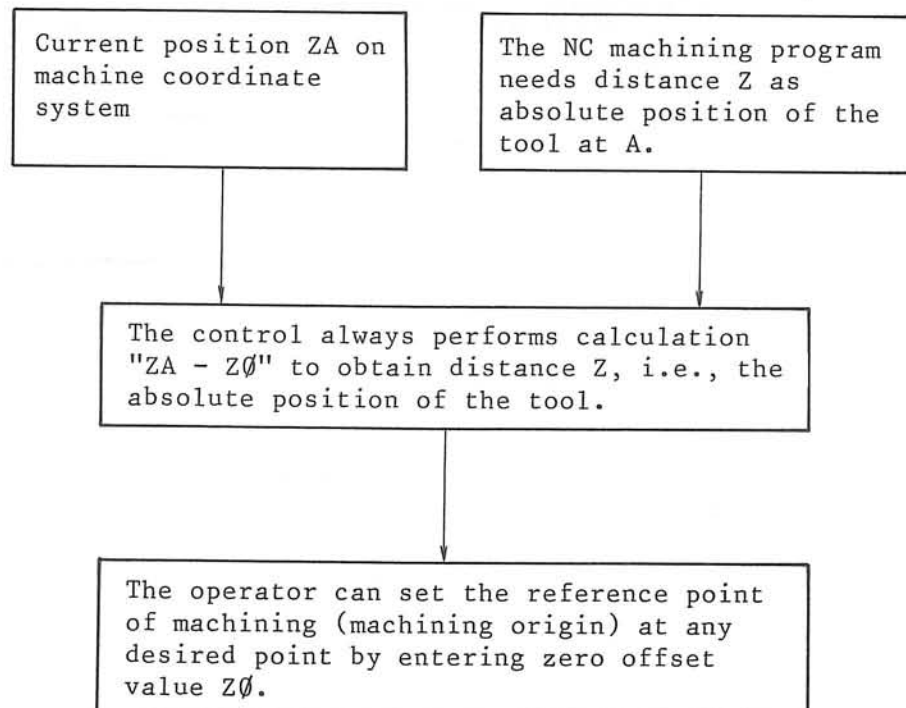 Current position ZA on
machine coordinate
system
The NC machining program
needs distance Z as
absolute position of the
tool at A.
The control always performs calculation
"ZA - ZØ" to obtain distance Z, i.e., the
absolute position of the tool.
The operator can set the reference point
of machining (machining origin) at any
desired point by entering zero offset
value ZØ.